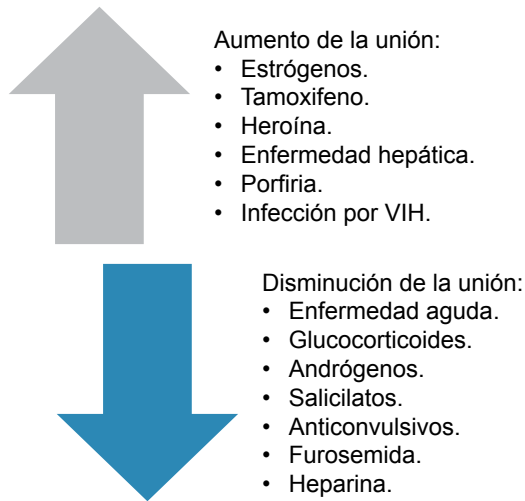 Aumento de la unión:
• Estrógenos.
• Tamoxifeno.
• Heroína.
• Enfermedad hepática.
• Porfiria.
• Infección por VIH.
Disminución de la unión:
• Enfermedad aguda.
• Glucocorticoides.
• Andrógenos.
• Salicilatos.
• Anticonvulsivos.
• Furosemida.
• Heparina.